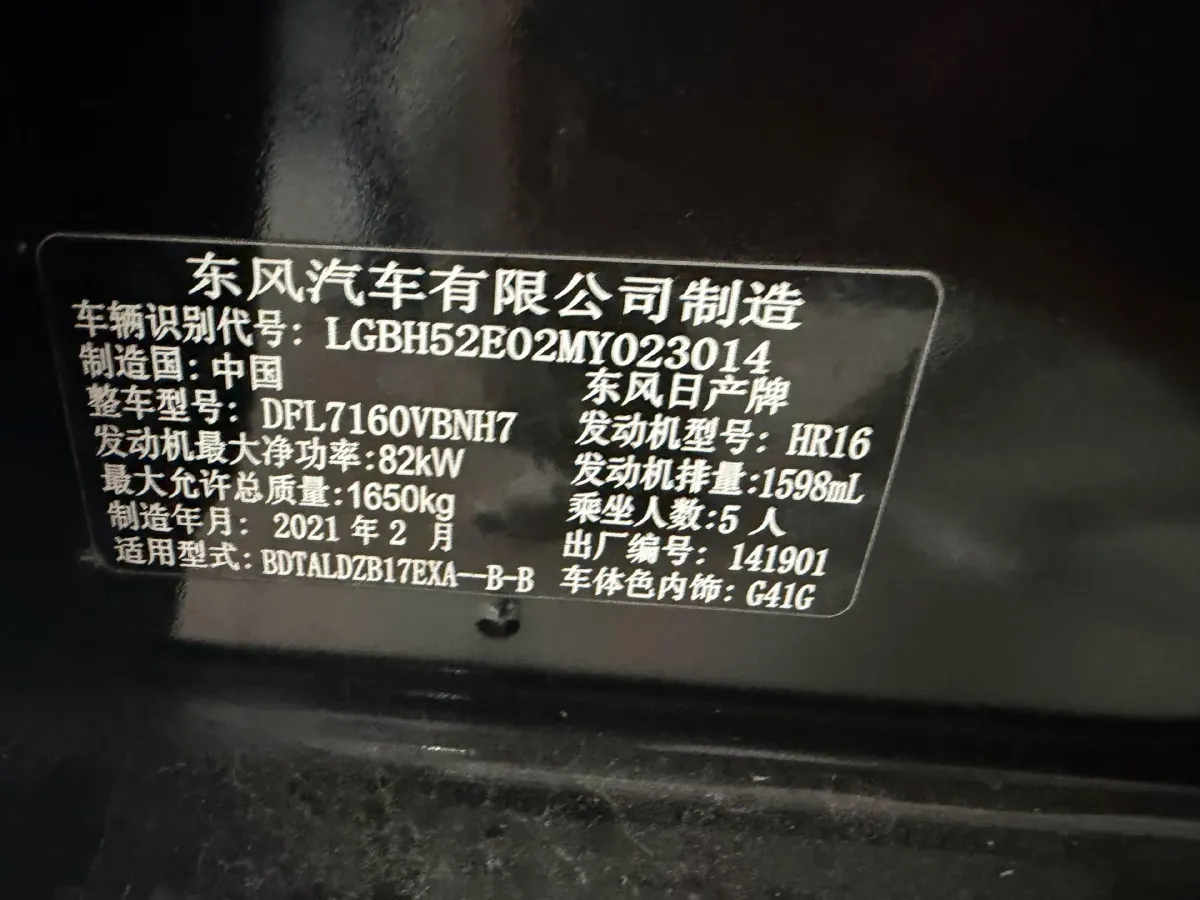 东风汽车有限公司制造
车辆识别代号: LGBH52E02MY023014
制造国: 中国 东风日产牌
整车型号: DFL7160VBNH7 发动机型号: HR16
发动机最大净功率:82kW 发动机排量:1598mL
最大允许总质量:1650kg 乘坐人数:5 人
制造年月: 2021 年 2 月 出厂编号: 141901
适用型式: BDTALDZB17EXA--B-B 车体色内饰: G41G